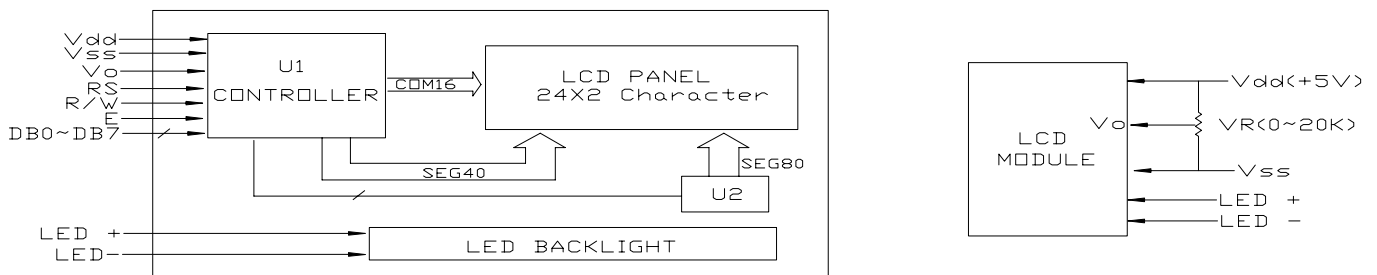 Vdd
Vss
Vo
RS
R/W
E
DB0~DB7
U1
CONTROLLER
COM16
LCD PANEL
24X2 Character
SEG40
SEG80
U2
LED +
LED-
LED BACKLIGHT
LCD
MODULE
Vdd(+5V)
Vo
VR(0~20K)
Vss
LED +
LED -